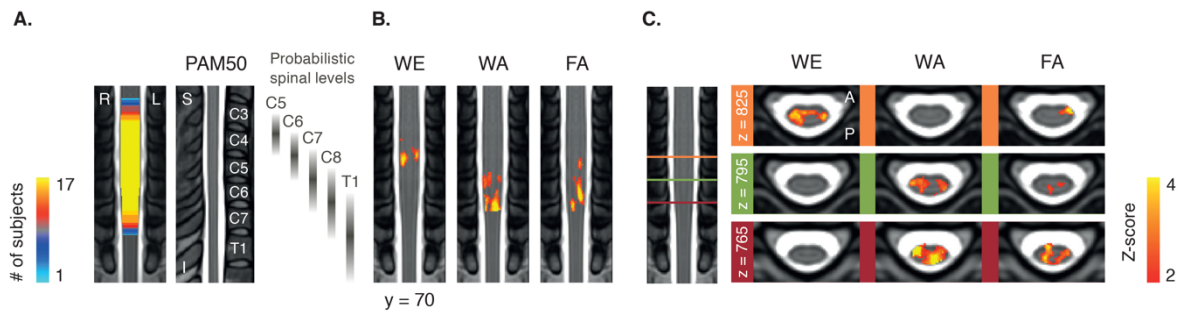 A.
B.
C.
PAM50
Probabilistic
spinal levels
R
L
S
I
C3
C4
C5
C6
C7
T1
C5
C6
C7
C8
T1
# of subjects
17
1
WE
WA
FA
y = 70
WE
WA
FA
z = 825
z = 795
z = 765
A
P
Z-score
4
2